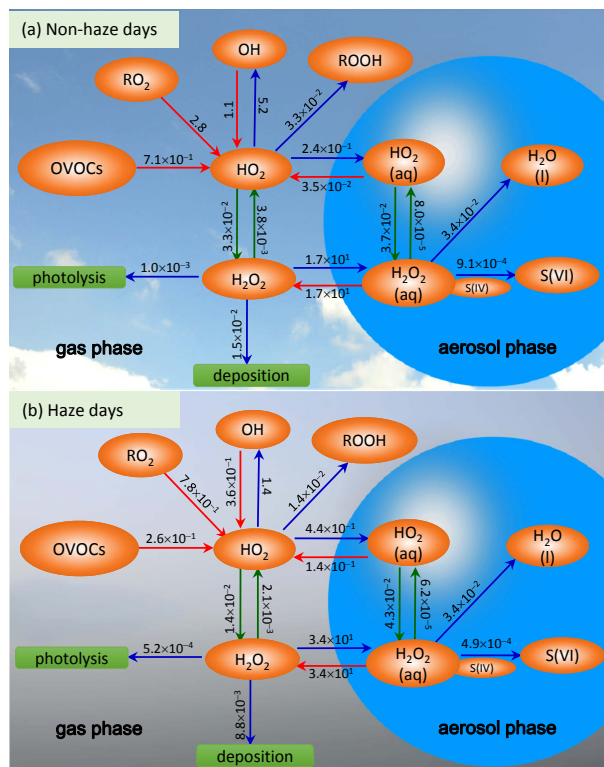 (a) Non-haze days
OH
ROOH
RO₂
1.1
5.2
3.3×10⁻²
2.8
OVOCs
7.1×10⁻¹
HO₂
2.4×10⁻¹
3.5×10⁻²
HO₂
(aq)
H₂O
(l)
3.3×10⁻²
3.8×10⁻³
3.7×10⁻²
8.0×10⁻⁵
3.4×10⁻²
photolysis
1.0×10⁻³
H₂O₂
1.7×10¹
1.7×10¹
H₂O₂
(aq)
S(IV)
9.1×10⁻⁴
S(VI)
1.5×10⁻²
gas phase
aerosol phase
deposition
(b) Haze days
OH
ROOH
RO₂
7.8×10⁻¹
3.6×10⁻¹
1.4
1.4×10⁻²
OVOCs
2.6×10⁻¹
HO₂
4.4×10⁻¹
1.4×10⁻¹
HO₂
(aq)
H₂O
(l)
1.4×10⁻²
2.1×10⁻³
4.3×10⁻²
6.2×10⁻⁵
3.4×10⁻²
photolysis
5.2×10⁻⁴
H₂O₂
3.4×10¹
3.4×10¹
H₂O₂
(aq)
S(IV)
4.9×10⁻⁴
S(VI)
8.8×10⁻³
gas phase
aerosol phase
deposition